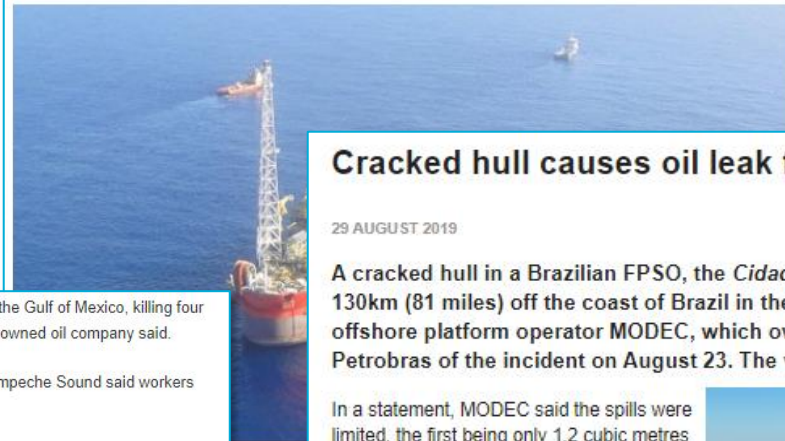 Cracked hull causes oil leak
29 AUGUST 2019
A cracked hull in a Brazilian FPSO, the
130km (81 miles) off the coast of Brazil in the
offshore platform operator MODEC, which
Petrobras of the incident on August 23. The
In a statement, MODEC said the spills were
limited, the first being only 1.2 cubic metres
the Gulf of Mexico, killing four
owned oil company said.
Sound said workers